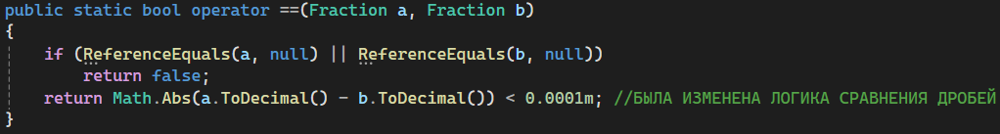 public static bool operator ==(Fraction a, Fraction b)
{
if (ReferenceEquals(a, null) || ReferenceEquals(b, null))
return false;
return Math.Abs(a.ToDecimal() - b.ToDecimal()) < 0.0001m; //БЫЛА ИЗМЕНЕНА ЛОГИКА СРАВНЕНИЯ ДРОБЕЙ
}